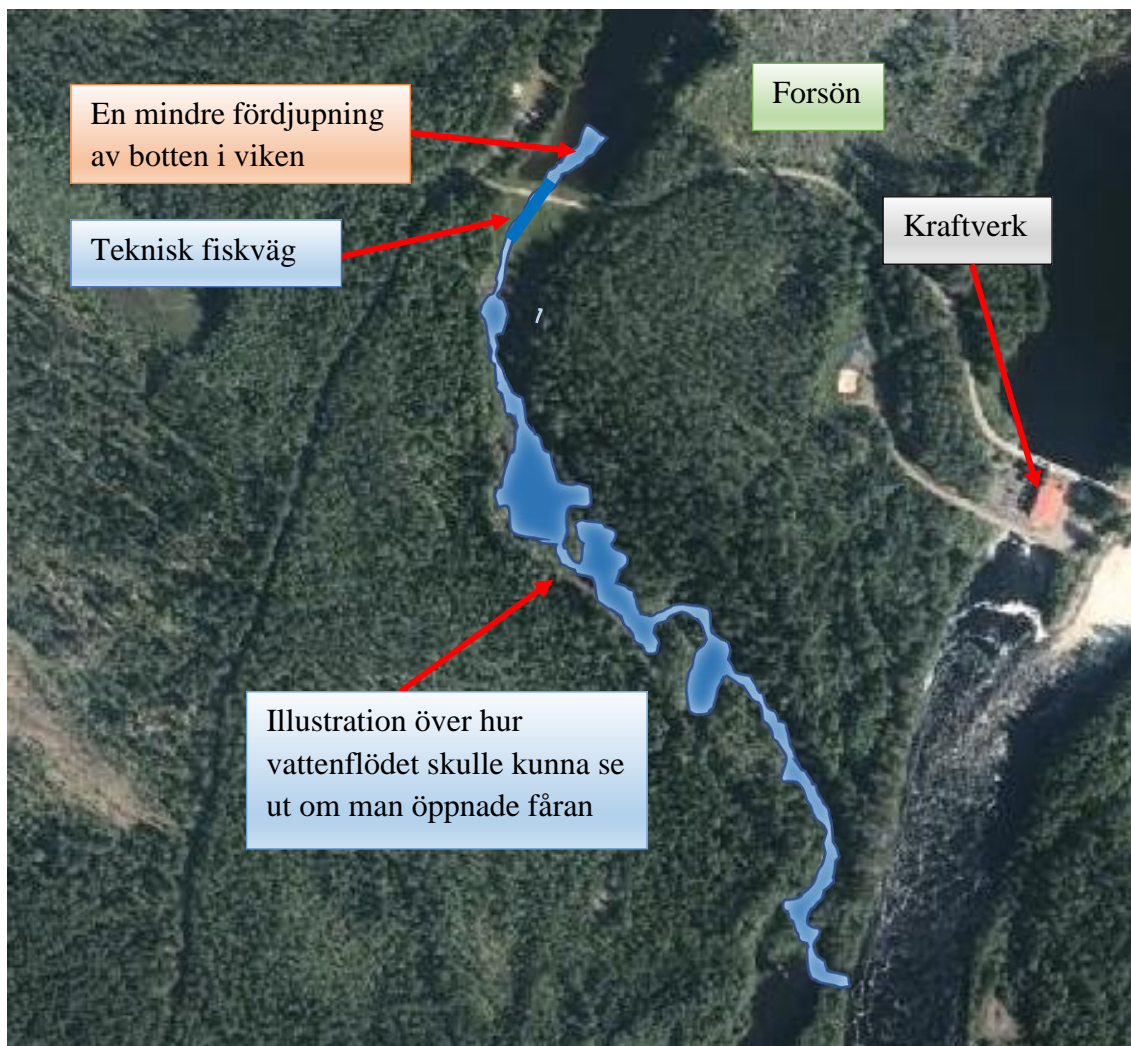 Forsön
En mindre fördjupning
av botten i viken
Kraftverk
Teknisk fiskväg
1
Illustration över hur
vattenflödet skulle kunna se
ut om man öppnade fåran